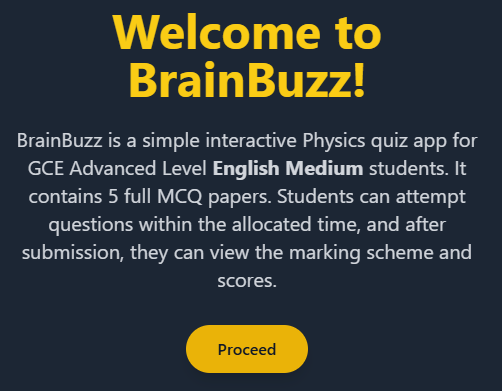 Welcome to
BrainBuzz!
BrainBuzz is a simple interactive Physics quiz app for
GCE Advanced Level English Medium students. It
contains 5 full MCQ papers. Students can attempt
questions within the allocated time, and after
submission, they can view the marking scheme and
scores.
Proceed